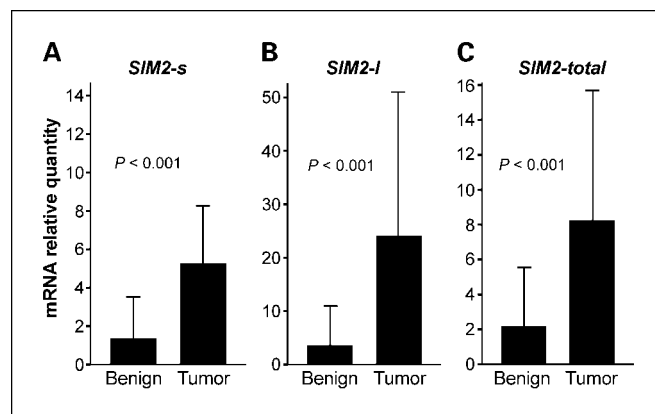 A
SIM2-s
mRNA relative quantity
14
12
10
8
6
4
2
0
P < 0.001
Benign Tumor
B
SIM2-l
50
40
30
20
10
0
P < 0.001
Benign Tumor
C
SIM2-total
16
14
12
10
8
6
4
2
0
P < 0.001
Benign Tumor